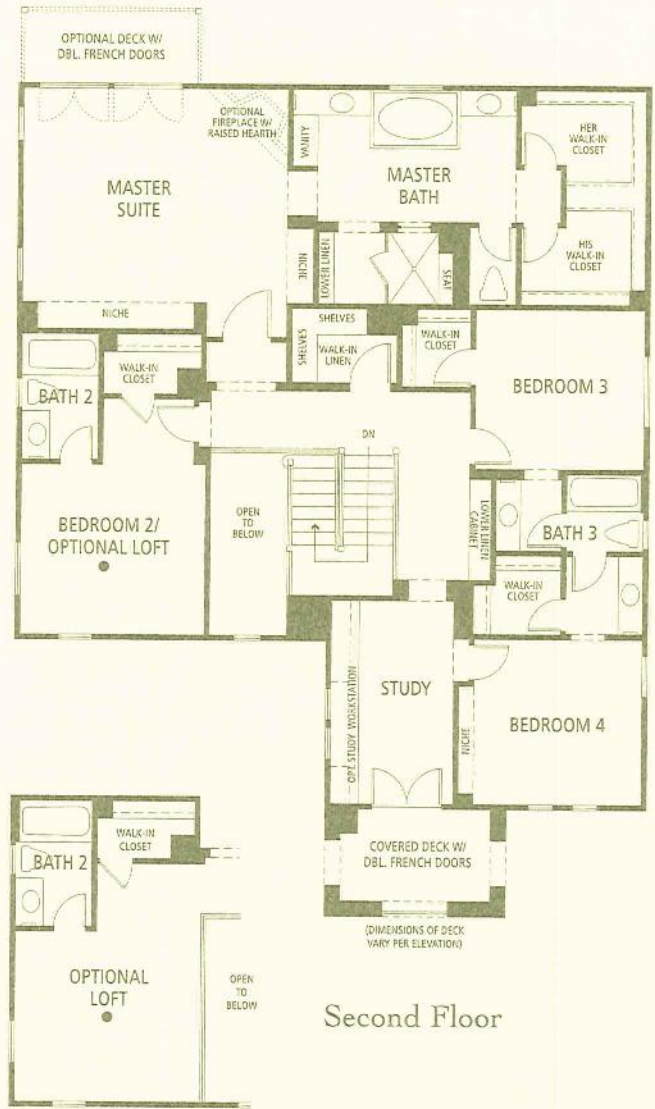 OPTIONAL DECK W/
DBL. FRENCH DOORS
OPTIONAL
FIREPLACE W/
RAISED HEARTH
VANITY
HER
WALK-IN
CLOSET
MASTER
SUITE
MASTER
BATH
HIS
WALK-IN
CLOSET
NICHE
LOWER LINEN
SEAT
NICHE
SHELVES
SHELVES
WALK-IN
LINEN
WALK-IN
CLOSET
WALK-IN
CLOSET
BATH 2
BEDROOM 3
DN
BEDROOM 2/
OPTIONAL LOFT
OPEN
TO
BELOW
LOWER LINEN
CABINET
BATH 3
WALK-IN
CLOSET
STUDY
OPT. STUDY WORKSTATION
NICHE
BEDROOM 4
COVERED DECK W/
DBL. FRENCH DOORS
(DIMENSIONS OF DECK
VARY PER ELEVATION)
WALK-IN
CLOSET
BATH 2
OPTIONAL
LOFT
OPEN
TO
BELOW
Second Floor